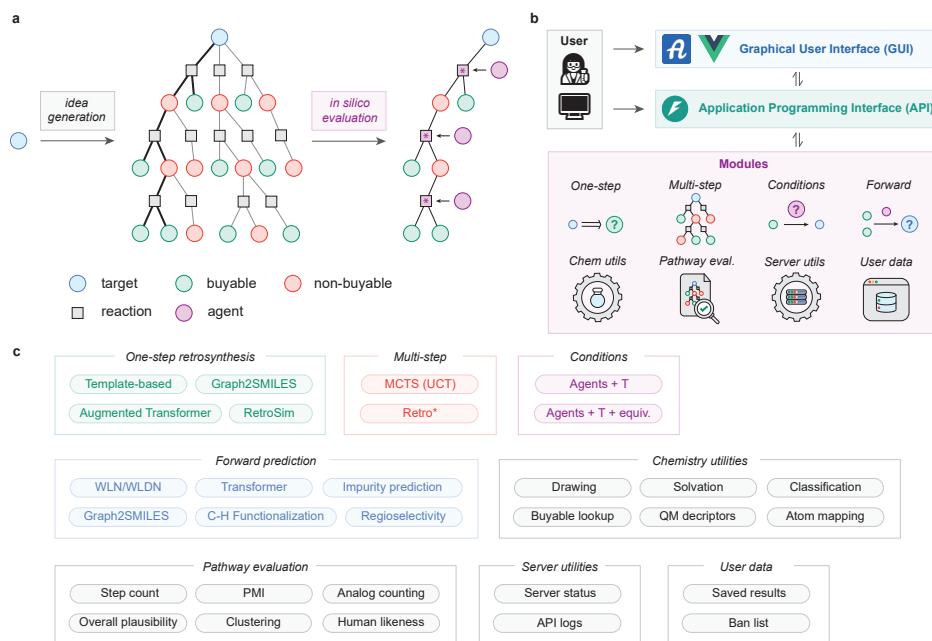 a
idea
generation
in silico
evaluation
target
buyable
non-buyable
reaction
agent
b
User
Graphical User Interface (GUI)
Application Programming Interface (API)
Modules
One-step
Multi-step
Conditions
Forward
?
?
?
Chem utils
Pathway eval.
Server utils
User data
c
One-step retrosynthesis
Template-based
Graph2SMILES
Augmented Transformer
RetroSim
Multi-step
MCTS (UCT)
Retro*
Conditions
Agents + T
Agents + T + equiv.
Forward prediction
WLN/WLDN
Transformer
Impurity prediction
Graph2SMILES
C-H Functionalization
Regioselectivity
Chemistry utilities
Drawing
Solvation
Classification
Buyable lookup
QM decriptors
Atom mapping
Pathway evaluation
Step count
PMI
Analog counting
Overall plausibility
Clustering
Human likeness
Server utilities
Server status
API logs
User data
Saved results
Ban list